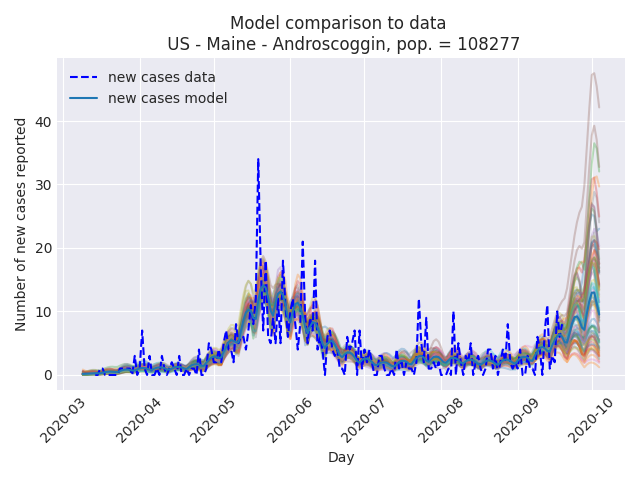 Model comparison to data
US - Maine - Androscoggin, pop. = 108277
new cases data
new cases model
Number of new cases reported
40
30
20
10
0
2020-03
2020-04
2020-05
2020-06
2020-07
2020-08
2020-09
2020-10
Day